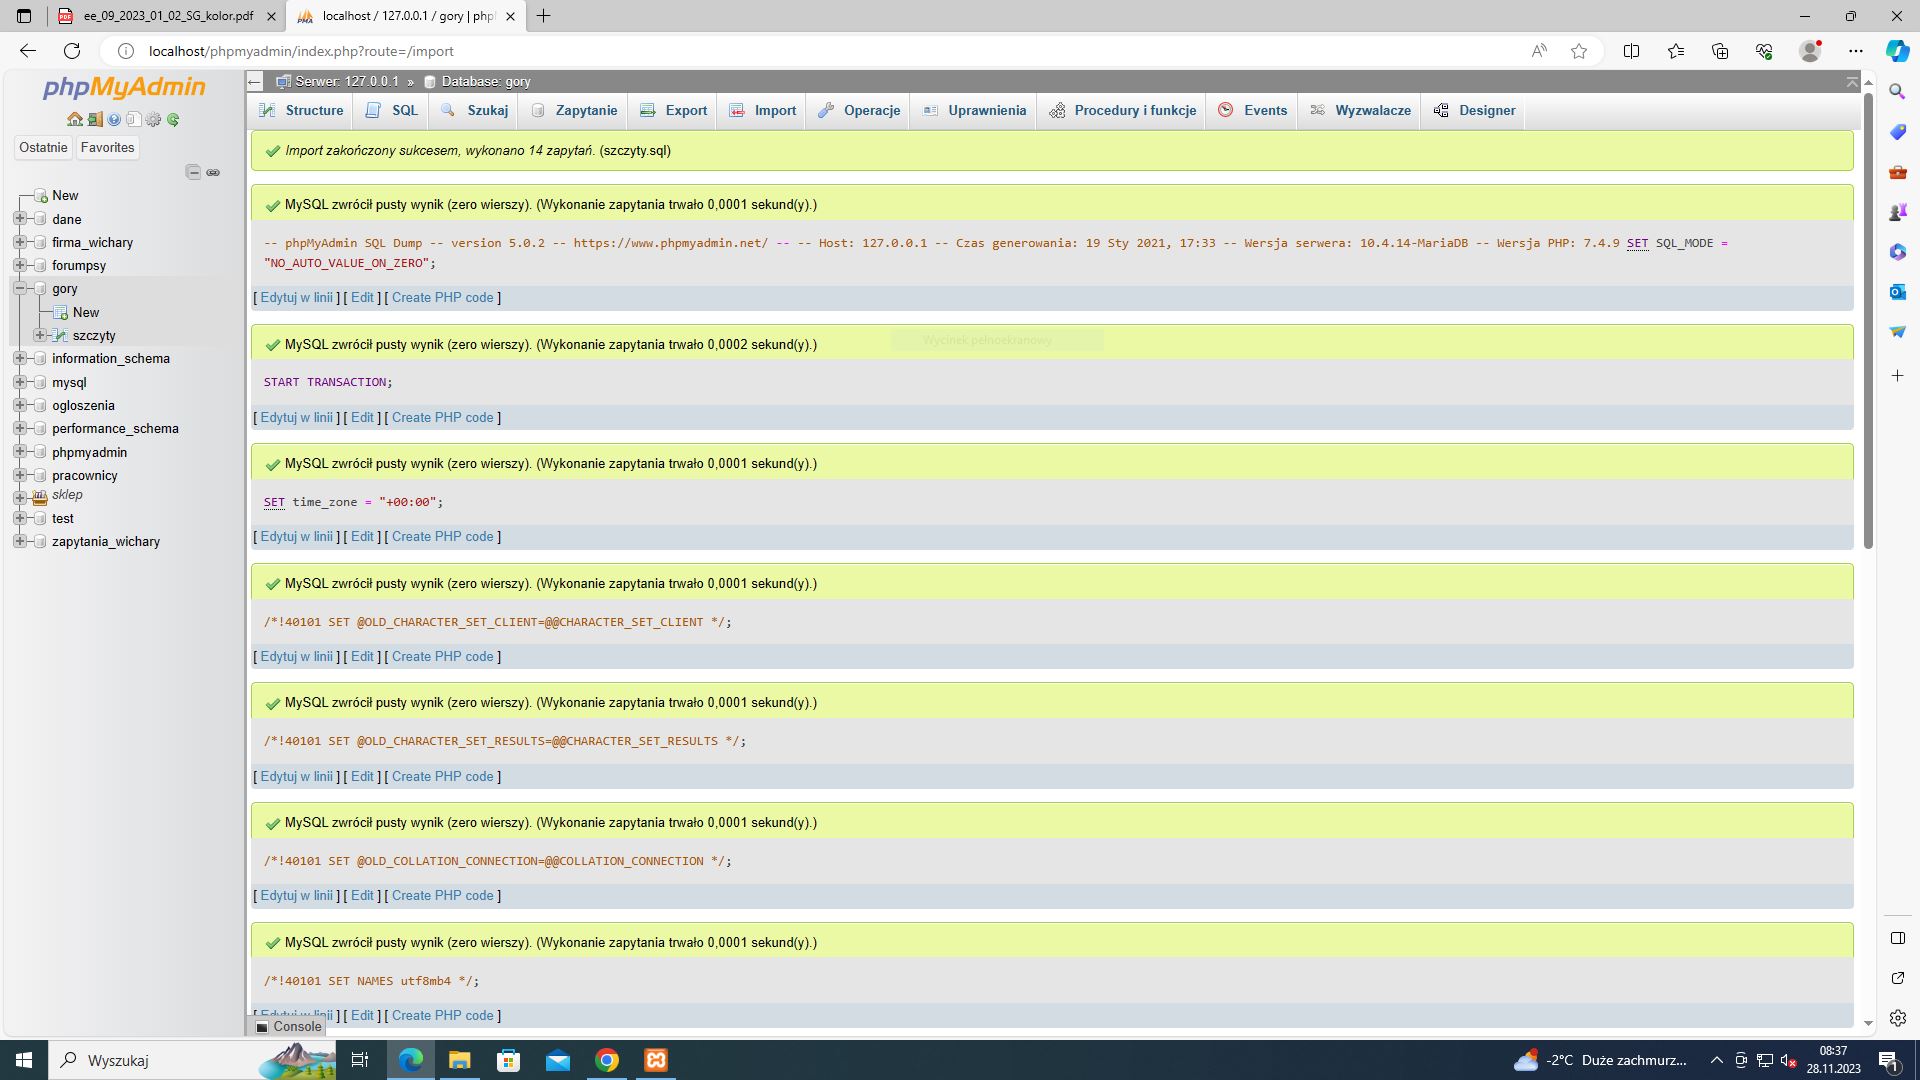 ee_09_2023_01_02_SG_kolor.pdf
localhost / 127.0.0.1 / gory | php
localhost/phpmyadmin/index.php?route=/import
phpMyAdmin
Ostatnie Favorites
New
dane
firma_wichary
forumpsy
gory
New
szczyty
information_schema
mysql
ogloszenia
performance_schema
phpmyadmin
pracownicy
sklep
test
zapytania_wichary
Serwer: 127.0.0.1 » Database: gory
Structure SQL Szukaj Zapytanie Export Import Operacje Uprawnienia Procedury i funkcje Events Wyzwalacze Designer
Import zakończony sukcesem, wykonano 14 zapytań. (szczyty.sql)
MySQL zwrócił pusty wynik (zero wierszy). (Wykonanie zapytania trwało 0,0001 sekund(y).)
-- phpMyAdmin SQL Dump -- version 5.0.2 -- https://www.phpmyadmin.net/ -- -- Host: 127.0.0.1 -- Czas generowania: 19 Sty 2021, 17:33 -- Wersja serwera: 10.4.14-MariaDB -- Wersja PHP: 7.4.9 SET SQL_MODE =
"NO_AUTO_VALUE_ON_ZERO";
[ Edytuj w linii ] [ Edit ] [ Create PHP code ]
MySQL zwrócił pusty wynik (zero wierszy). (Wykonanie zapytania trwało 0,0002 sekund(y).)
Wycinek pełnoekranowy
START TRANSACTION;
[ Edytuj w linii ] [ Edit ] [ Create PHP code ]
MySQL zwrócił pusty wynik (zero wierszy). (Wykonanie zapytania trwało 0,0001 sekund(y).)
SET time_zone = "+00:00";
[ Edytuj w linii ] [ Edit ] [ Create PHP code ]
MySQL zwrócił pusty wynik (zero wierszy). (Wykonanie zapytania trwało 0,0001 sekund(y).)
/*!40101 SET @OLD_CHARACTER_SET_CLIENT=@@CHARACTER_SET_CLIENT */;
[ Edytuj w linii ] [ Edit ] [ Create PHP code ]
MySQL zwrócił pusty wynik (zero wierszy). (Wykonanie zapytania trwało 0,0001 sekund(y).)
/*!40101 SET @OLD_CHARACTER_SET_RESULTS=@@CHARACTER_SET_RESULTS */;
[ Edytuj w linii ] [ Edit ] [ Create PHP code ]
MySQL zwrócił pusty wynik (zero wierszy). (Wykonanie zapytania trwało 0,0001 sekund(y).)
/*!40101 SET @OLD_COLLATION_CONNECTION=@@COLLATION_CONNECTION */;
[ Edytuj w linii ] [ Edit ] [ Create PHP code ]
MySQL zwrócił pusty wynik (zero wierszy). (Wykonanie zapytania trwało 0,0001 sekund(y).)
/*!40101 SET NAMES utf8mb4 */;
[ Edytuj w linii ] [ Edit ] [ Create PHP code ]
Console
Wyszukaj
-2°C Duże zachmurz...
08:37
28.11.2023
1